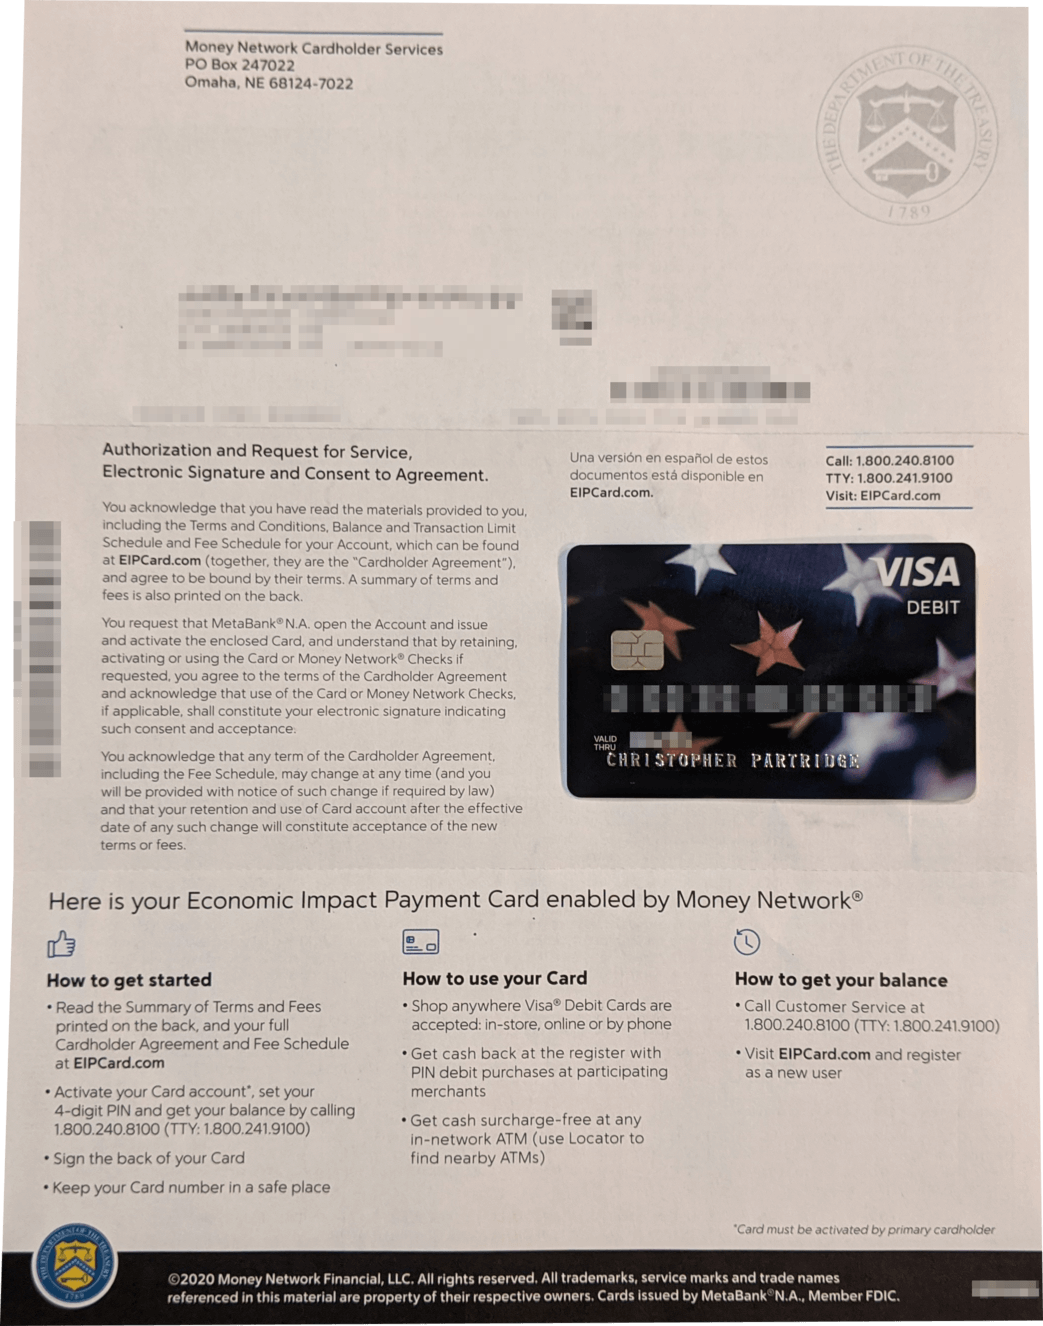 Money Network Cardholder Services
PO Box 247022
Omaha, NE 68124-7022
THE DEPARTMENT OF THE TREASURY
1789
Authorization and Request for Service,
Electronic Signature and Consent to Agreement.
You acknowledge that you have read the materials provided to you,
including the Terms and Conditions, Balance and Transaction Limit
Schedule and Fee Schedule for your Account, which can be found
at EIPCard.com (together, they are the “Cardholder Agreement”),
and agree to be bound by their terms. A summary of terms and
fees is also printed on the back.
You request that MetaBank® N.A. open the Account and issue
and activate the enclosed Card, and understand that by retaining,
activating or using the Card or Money Network® Checks if
requested, you agree to the terms of the Cardholder Agreement
and acknowledge that use of the Card or Money Network Checks,
if applicable, shall constitute your electronic signature indicating
such consent and acceptance.
You acknowledge that any term of the Cardholder Agreement,
including the Fee Schedule, may change at any time (and you
will be provided with notice of such change if required by law)
and that your retention and use of Card account after the effective
date of any such change will constitute acceptance of the new
terms or fees.
Una versión en español de estos
documentos está disponible en
EIPCard.com.
Call: 1.800.240.8100
TTY: 1.800.241.9100
Visit: EIPCard.com
VISA
DEBIT
VALID
THRU
CHRISTOPHER PARTRIDGE
Here is your Economic Impact Payment Card enabled by Money Network®
How to get started
• Read the Summary of Terms and Fees
printed on the back, and your full
Cardholder Agreement and Fee Schedule
at EIPCard.com
• Activate your Card account*, set your
4-digit PIN and get your balance by calling
1.800.240.8100 (TTY: 1.800.241.9100)
• Sign the back of your Card
• Keep your Card number in a safe place
How to use your Card
• Shop anywhere Visa® Debit Cards are
accepted: in-store, online or by phone
• Get cash back at the register with
PIN debit purchases at participating
merchants
• Get cash surcharge-free at any
in-network ATM (use Locator to
find nearby ATMs)
How to get your balance
• Call Customer Service at
1.800.240.8100 (TTY: 1.800.241.9100)
• Visit EIPCard.com and register
as a new user
*Card must be activated by primary cardholder
THE DEPARTMENT OF THE TREASURY
1789
©2020 Money Network Financial, LLC. All rights reserved. All trademarks, service marks and trade names
referenced in this material are property of their respective owners. Cards issued by MetaBank® N.A., Member FDIC.